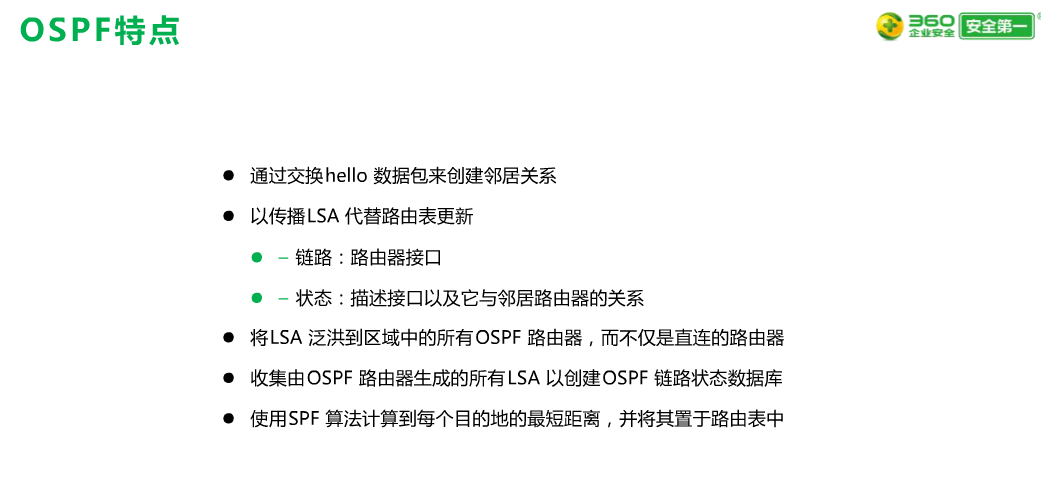 OSPF特点
360
企业安全
安全第一
● 通过交换hello 数据包来创建邻居关系
● 以传播LSA 代替路由表更新
● – 链路：路由器接口
● – 状态：描述接口以及它与邻居路由器的关系
● 将LSA 泛洪到区域中的所有OSPF 路由器，而不仅是直连的路由器
● 收集由OSPF 路由器生成的所有LSA 以创建OSPF 链路状态数据库
● 使用SPF 算法计算到每个目的地的最短距离，并将其置于路由表中